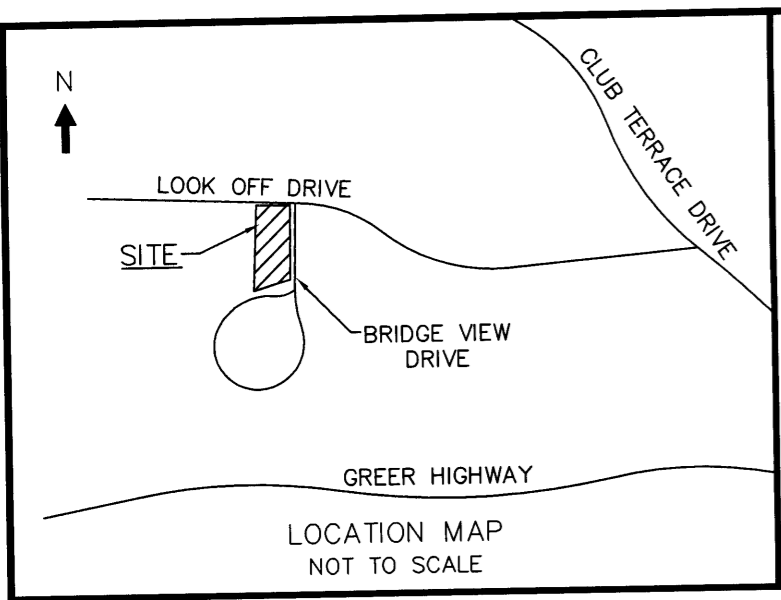 N
CLUB TERRACE DRIVE
LOOK OFF DRIVE
SITE
BRIDGE VIEW
DRIVE
GREER HIGHWAY
LOCATION MAP
NOT TO SCALE